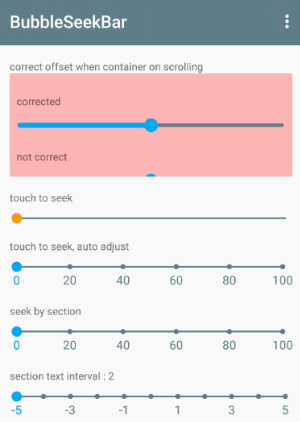 BubbleSeekBar
correct offset when container on scrolling
corrected
not correct
touch to seek
touch to seek, auto adjust
0 20 40 60 80 100
seek by section
0 20 40 60 80 100
section text interval : 2
-5 -3 -1 1 3 5